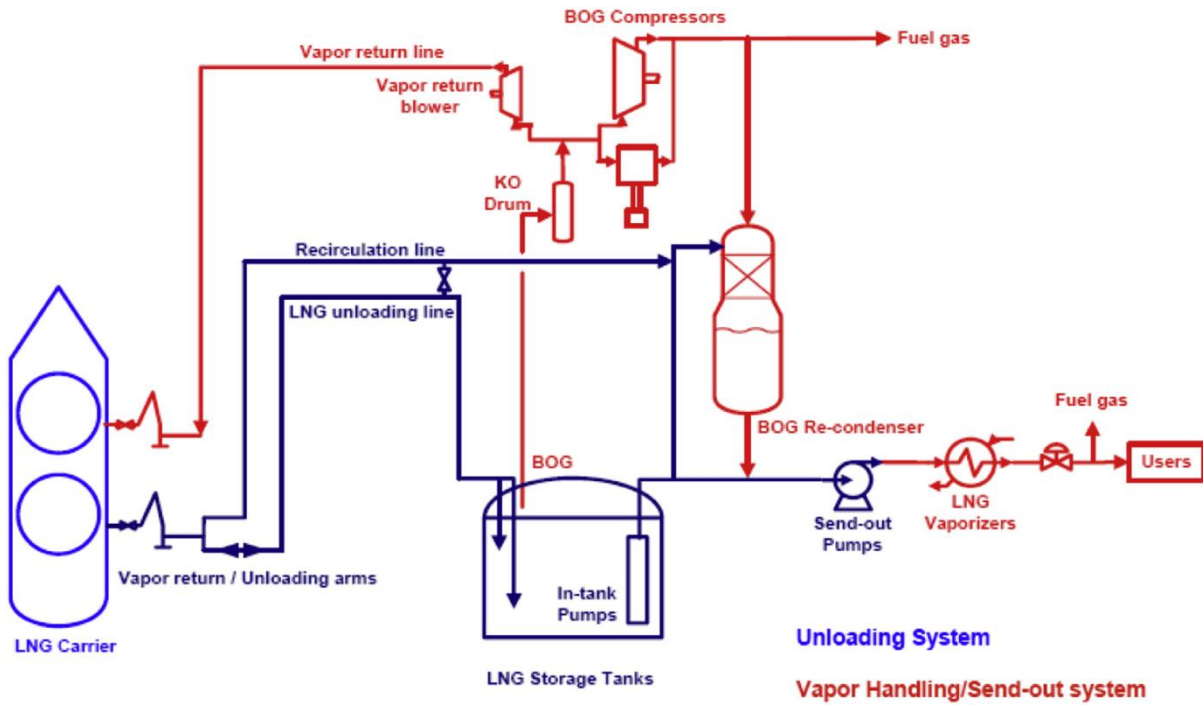 BOG Compressors
Fuel gas
Vapor return line
Vapor return
blower
KO
Drum
Recirculation line
LNG unloading line
BOG
BOG Re-condenser
Fuel gas
Users
LNG
Vaporizers
Send-out
Pumps
Vapor return / Unloading arms
In-tank
Pumps
LNG Carrier
LNG Storage Tanks
Unloading System
Vapor Handling/Send-out system